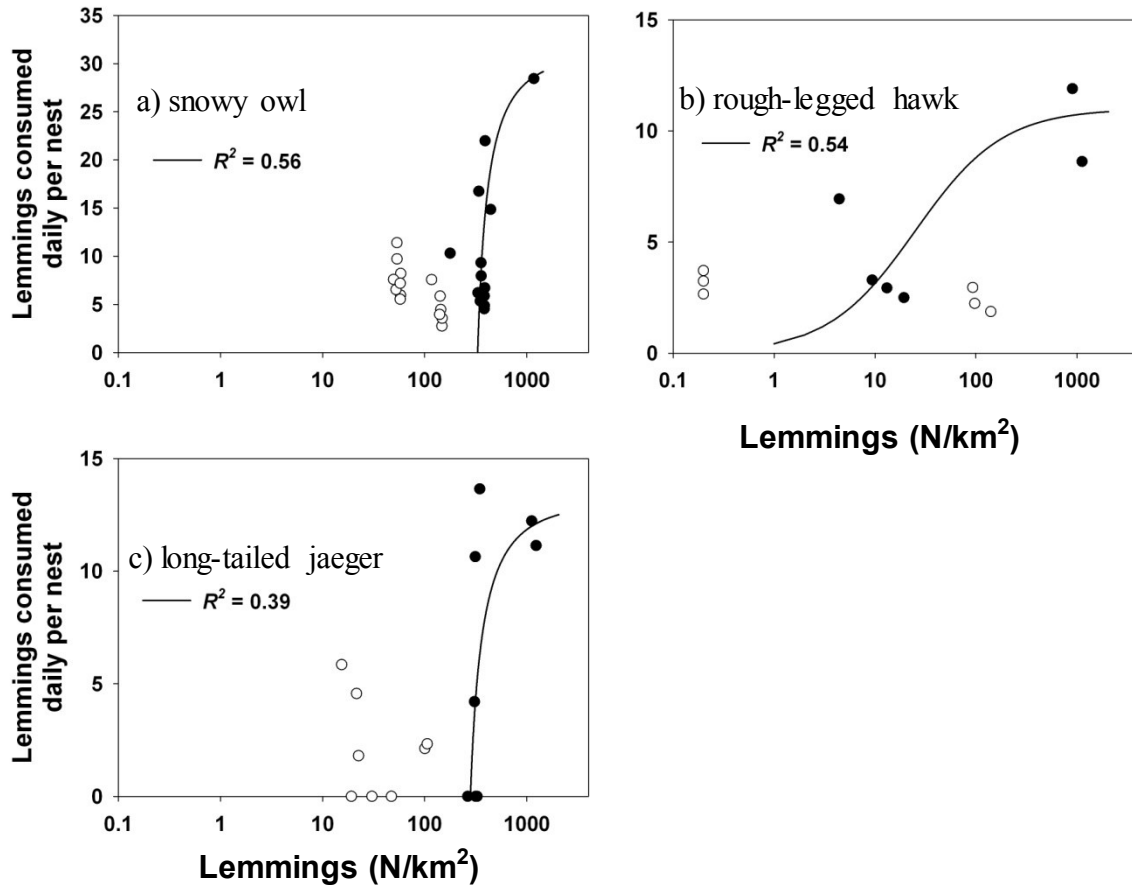 Lemmings consumed
daily per nest
35
30
25
20
15
10
5
0
a) snowy owl
R² = 0.56
0.1 1 10 100 1000
15
10
5
0
b) rough-legged hawk
R² = 0.54
0.1 1 10 100 1000
Lemmings (N/km²)
Lemmings consumed
daily per nest
15
10
5
0
c) long-tailed jaeger
R² = 0.39
0.1 1 10 100 1000
Lemmings (N/km²)